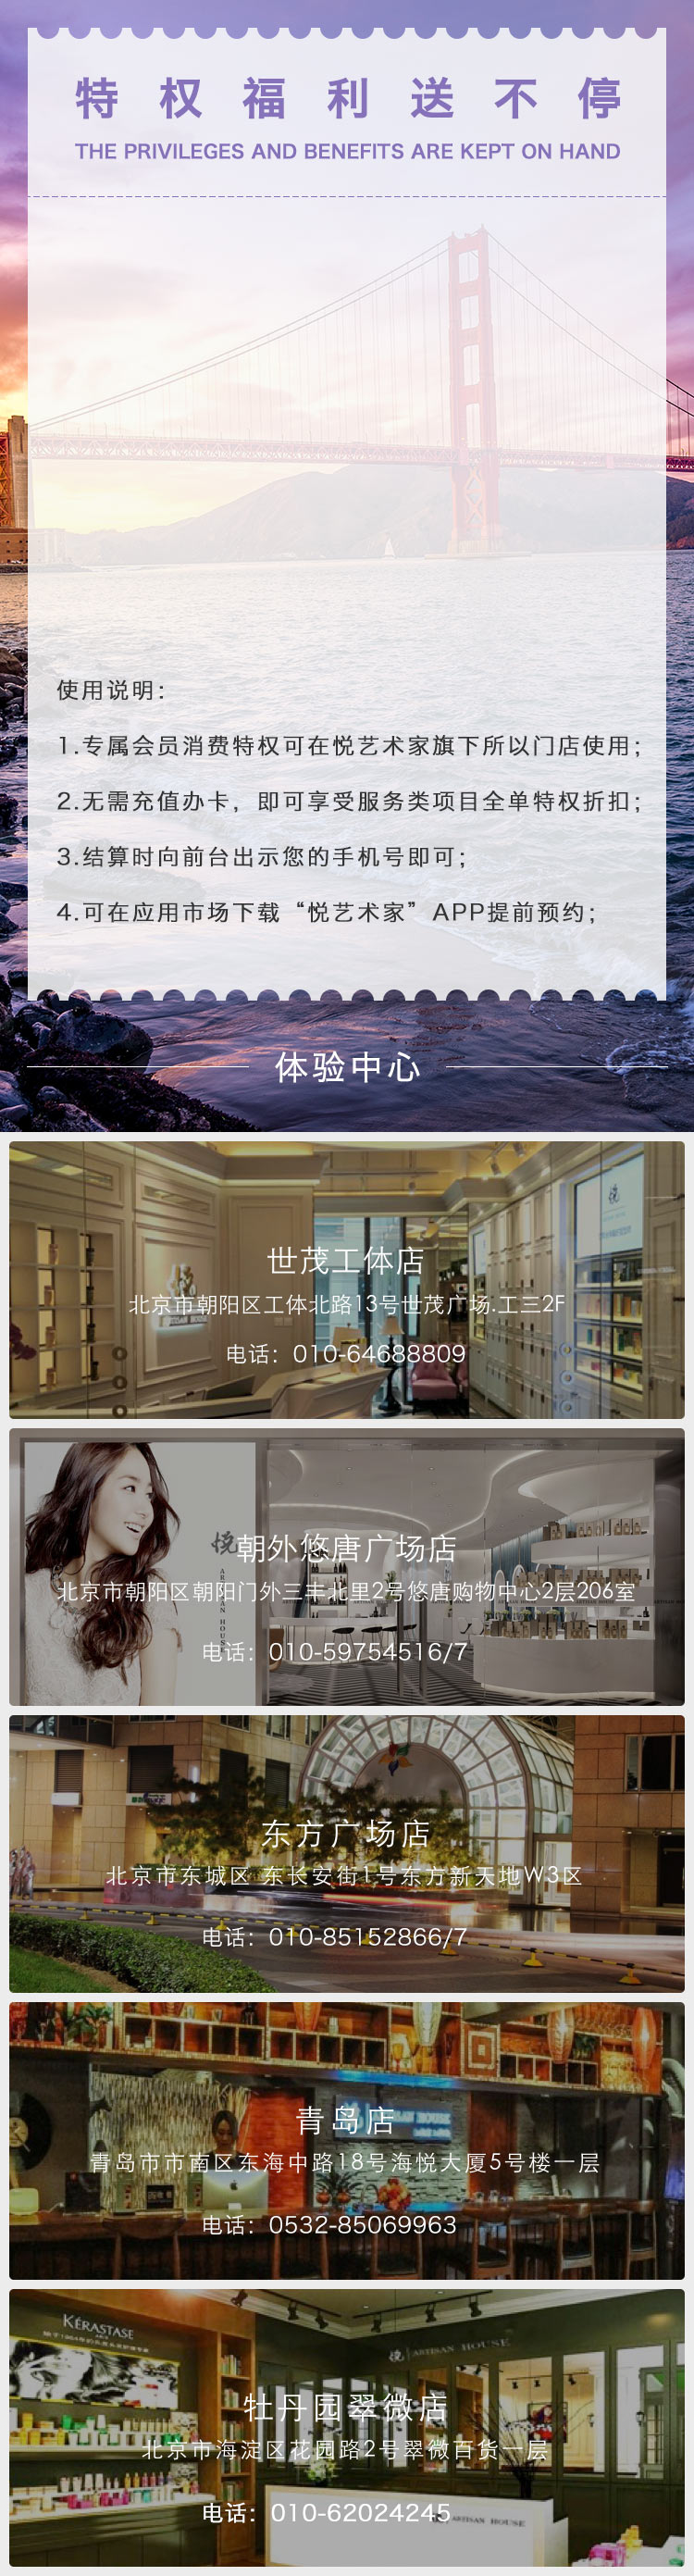 特权福利送不停
THE PRIVILEGES AND BENEFITS ARE KEPT ON HAND
使用说明：
1.专属会员消费特权可在悦艺术家旗下所以门店使用；
2.无需充值办卡，即可享受服务类项目全单特权折扣；
3.结算时向前台出示您的手机号即可；
4.可在应用市场下载“悦艺术家”APP提前预约；
体验中心
世茂工体店
北京市朝阳区工体北路13号世茂广场.工三2F
电话：010-64688809
悦
朝外悠唐广场店
北京市朝阳区朝阳门外三丰北里2号悠唐购物中心2层206室
电话：010-59754516/7
东方广场店
北京市东城区 东长安街1号东方新天地W3区
电话：010-85152866/7
青岛店
青岛市市南区东海中路18号海悦大厦5号楼一层
电话：0532-85069963
KÉRASTASE
悦 ARTISAN HOUSE
牡丹园翠微店
北京市海淀区花园路2号翠微百货一层
电话：010-62024245
ARTISAN HOUSE